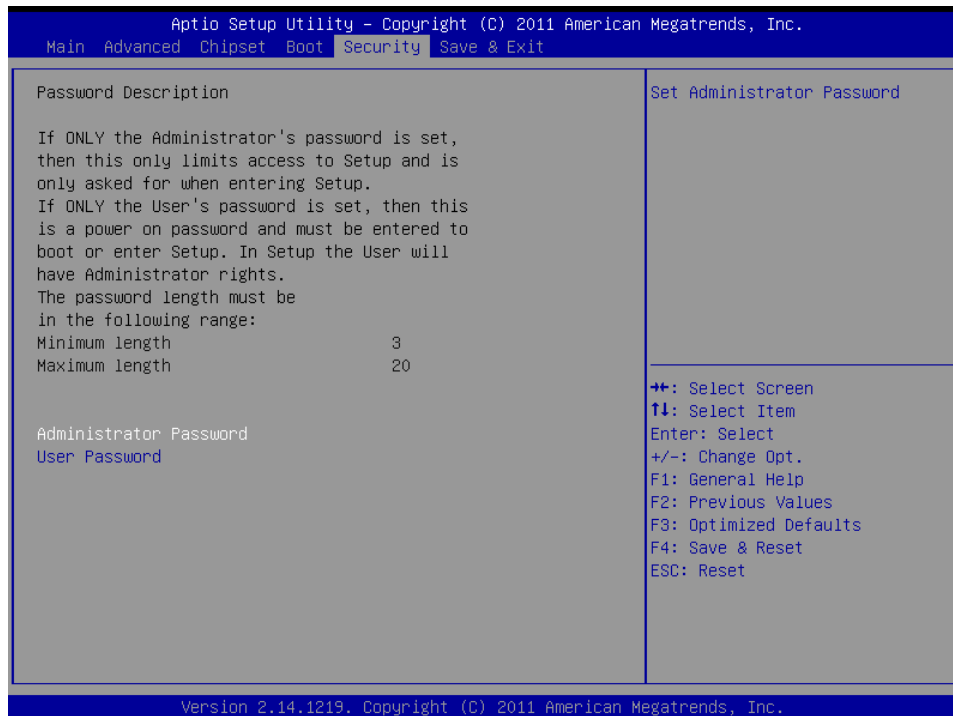 Aptio Setup Utility – Copyright (C) 2011 American Megatrends, Inc.
Main Advanced Chipset Boot Security Save & Exit
Password Description
If ONLY the Administrator's password is set,
then this only limits access to Setup and is
only asked for when entering Setup.
If ONLY the User's password is set, then this
is a power on password and must be entered to
boot or enter Setup. In Setup the User will
have Administrator rights.
The password length must be
in the following range:
Minimum length 3
Maximum length 20
Administrator Password
User Password
Set Administrator Password
→←: Select Screen
↑↓: Select Item
Enter: Select
+/-: Change Opt.
F1: General Help
F2: Previous Values
F3: Optimized Defaults
F4: Save & Reset
ESC: Reset
Version 2.14.1219. Copyright (C) 2011 American Megatrends, Inc.